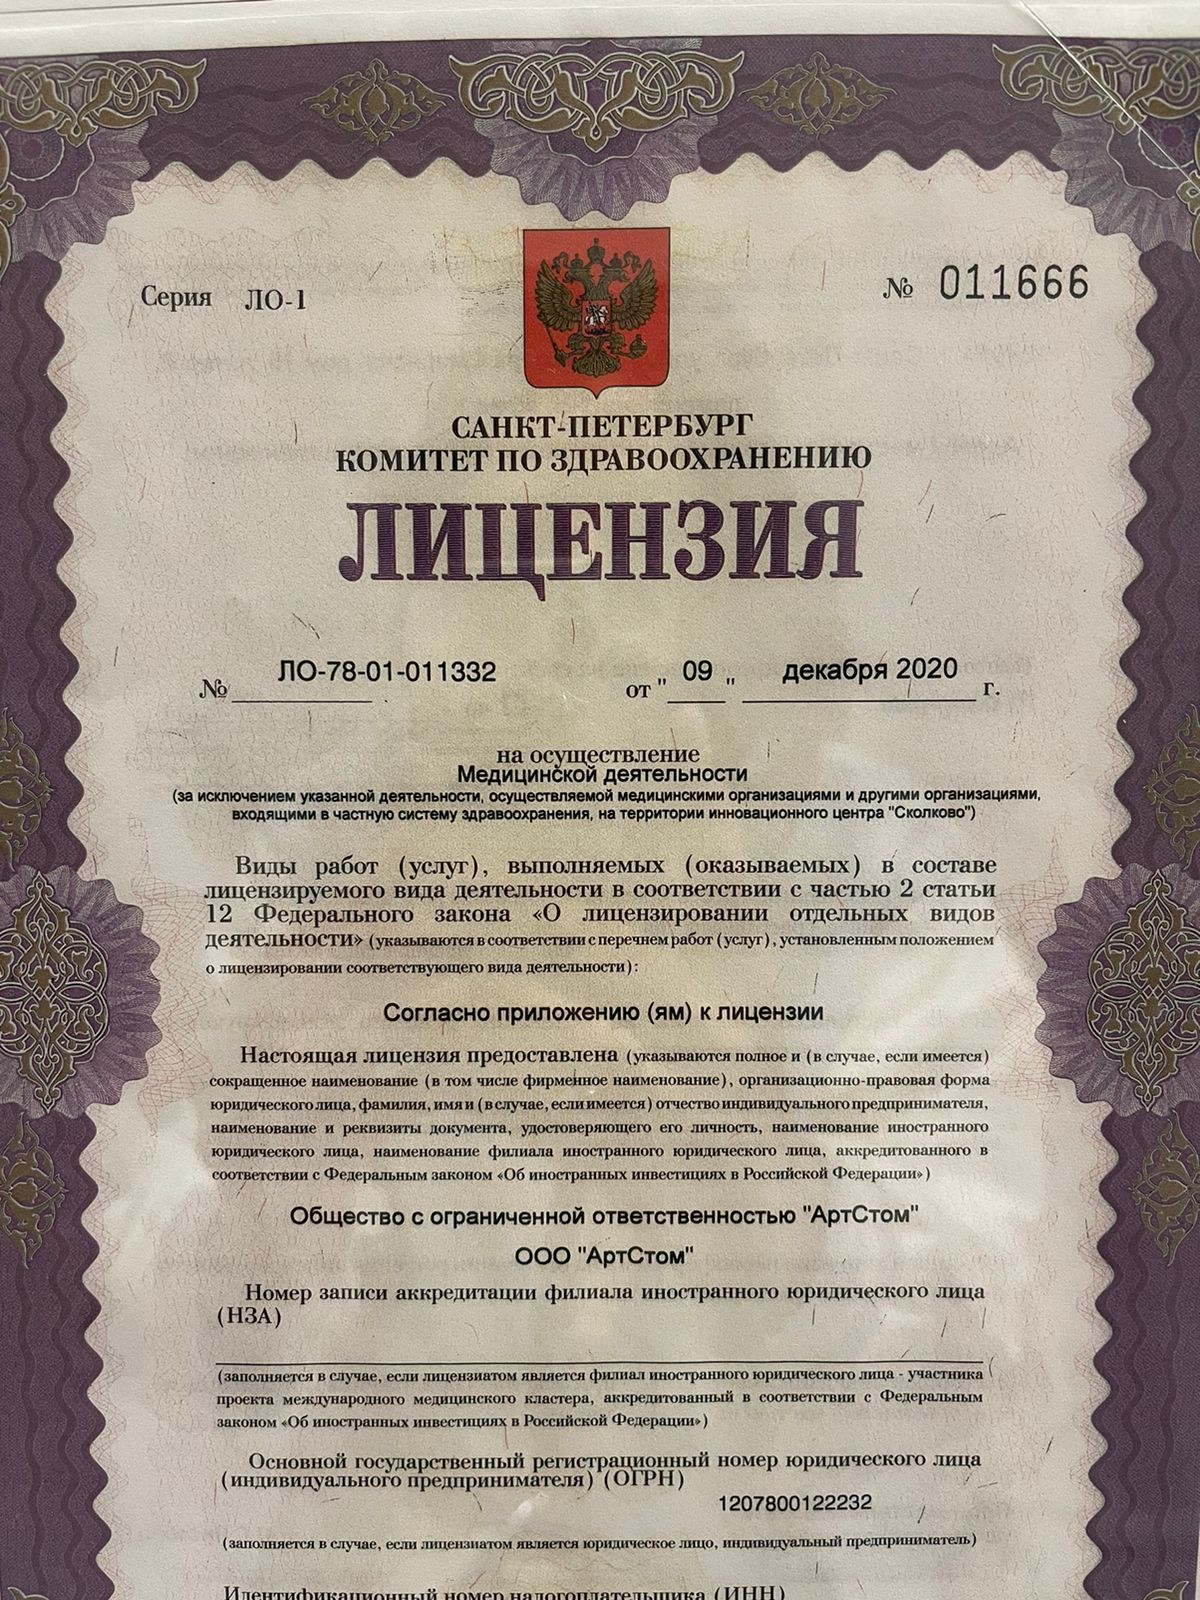 Серия ЛО-1
№ 011666
САНКТ-ПЕТЕРБУРГ
КОМИТЕТ ПО ЗДРАВООХРАНЕНИЮ
ЛИЦЕНЗИЯ
№ ЛО-78-01-011332 от " 09 " декабря 2020 г.
на осуществление
Медицинской деятельности
(за исключением указанной деятельности, осуществляемой медицинскими организациями и другими организациями,
входящими в частную систему здравоохранения, на территории инновационного центра "Сколково")
Виды работ (услуг), выполняемых (оказываемых) в составе
лицензируемого вида деятельности в соответствии с частью 2 статьи
12 Федерального закона «О лицензировании отдельных видов
деятельности» (указываются в соответствии с перечнем работ (услуг), установленным положением
о лицензировании соответствующего вида деятельности):
Согласно приложению (ям) к лицензии
Настоящая лицензия предоставлена (указываются полное и (в случае, если имеется)
сокращенное наименование (в том числе фирменное наименование), организационно-правовая форма
юридического лица, фамилия, имя и (в случае, если имеется) отчество индивидуального предпринимателя,
наименование и реквизиты документа, удостоверяющего его личность, наименование иностранного
юридического лица, наименование филиала иностранного юридического лица, аккредитованного в
соответствии с Федеральным законом «Об иностранных инвестициях в Российской Федерации»)
Общество с ограниченной ответственностью "АртСтом"
ООО "АртСтом"
Номер записи аккредитации филиала иностранного юридического лица
(НЗА)
(заполняется в случае, если лицензиатом является филиал иностранного юридического лица - участника
проекта международного медицинского кластера, аккредитованный в соответствии с Федеральным
законом «Об иностранных инвестициях в Российской Федерации»)
Основной государственный регистрационный номер юридического лица
(индивидуального предпринимателя) (ОГРН)
1207800122232
(заполняется в случае, если лицензиатом является юридическое лицо, индивидуальный предприниматель)
Идентификационный номер налогоплательщика (ИНН)